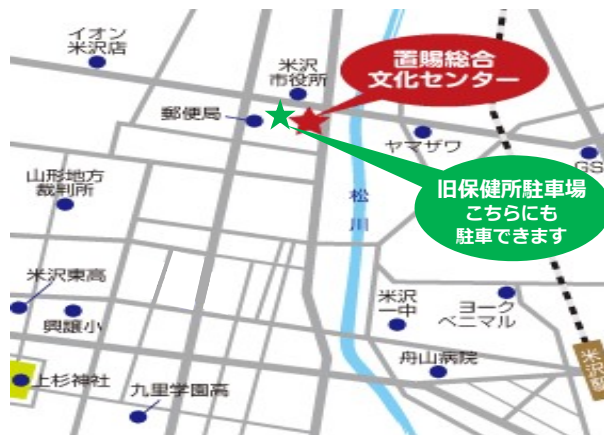 イオン
米沢店
米沢
市役所
置賜総合
文化センター
郵便局
ヤマザワ
GS
山形地方
裁判所
旧保健所駐車場
こちらにも
駐車できます
松川
米沢東高
興譲小
米沢
一中
ヨーク
ベニマル
舟山病院
上杉神社
九里学園高
米沢駅